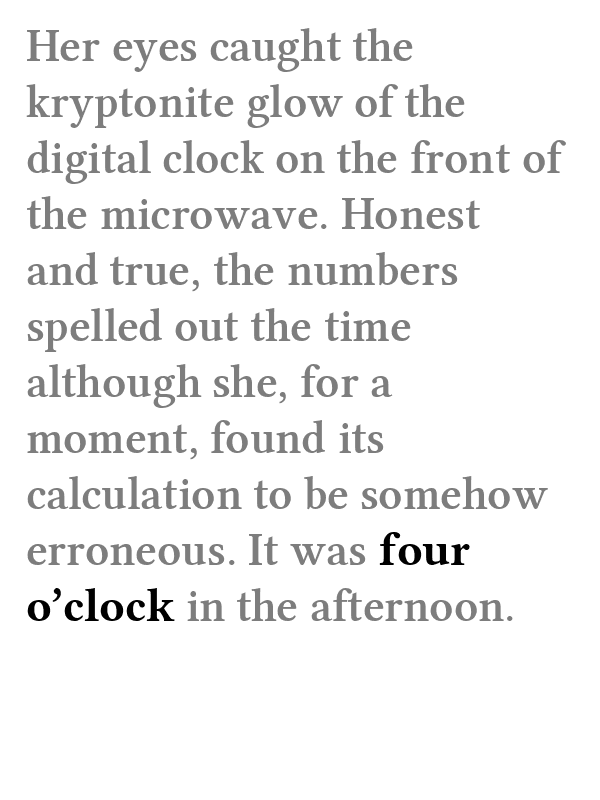 Her eyes caught the
kryptonite glow of the
digital clock on the front of
the microwave. Honest
and true, the numbers
spelled out the time
although she, for a
moment, found its
calculation to be somehow
erroneous. It was four
o’clock in the afternoon.